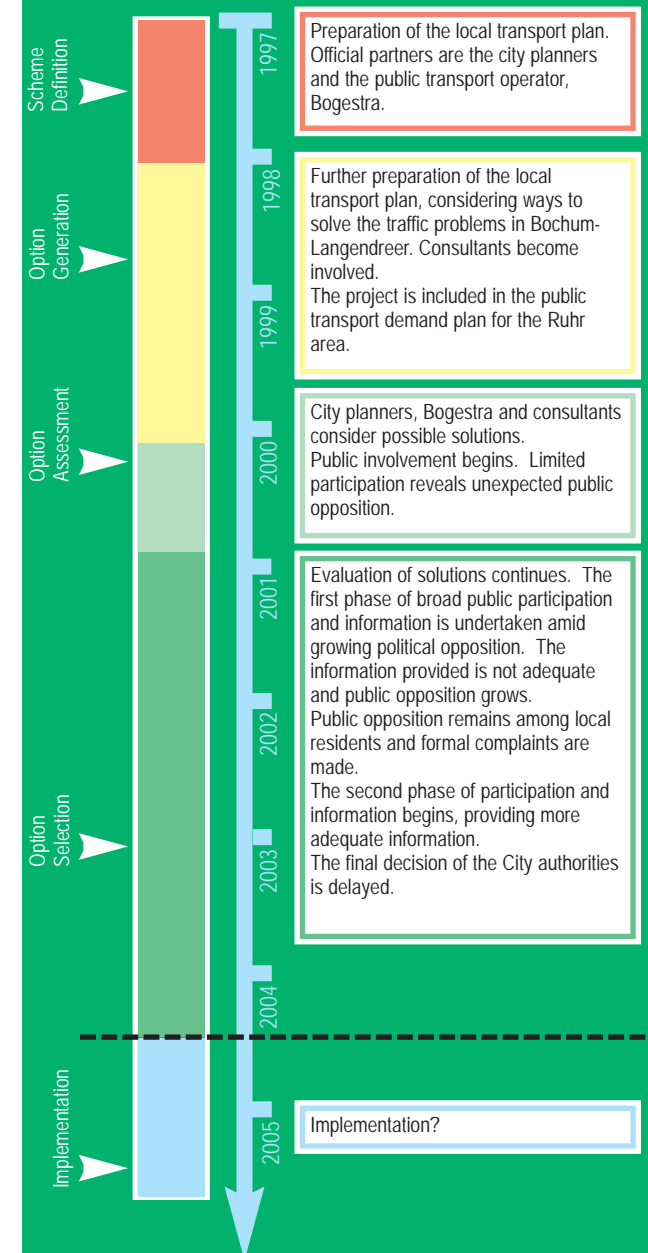 Scheme
Definition
1997
Preparation of the local transport plan.
Official partners are the city planners
and the public transport operator,
Bogestra.
Option
Generation
1998
1999
Further preparation of the local
transport plan, considering ways to
solve the traffic problems in Bochum-
Langendreer. Consultants become
involved.
The project is included in the public
transport demand plan for the Ruhr
area.
Option
Assessment
2000
City planners, Bogestra and consultants
consider possible solutions.
Public involvement begins. Limited
participation reveals unexpected public
opposition.
Option
Selection
2001
2002
2003
2004
Evaluation of solutions continues. The
first phase of broad public participation
and information is undertaken amid
growing political opposition. The
information provided is not adequate
and public opposition grows.
Public opposition remains among local
residents and formal complaints are
made.
The second phase of participation and
information begins, providing more
adequate information.
The final decision of the City authorities
is delayed.
Implementation
2005
Implementation?